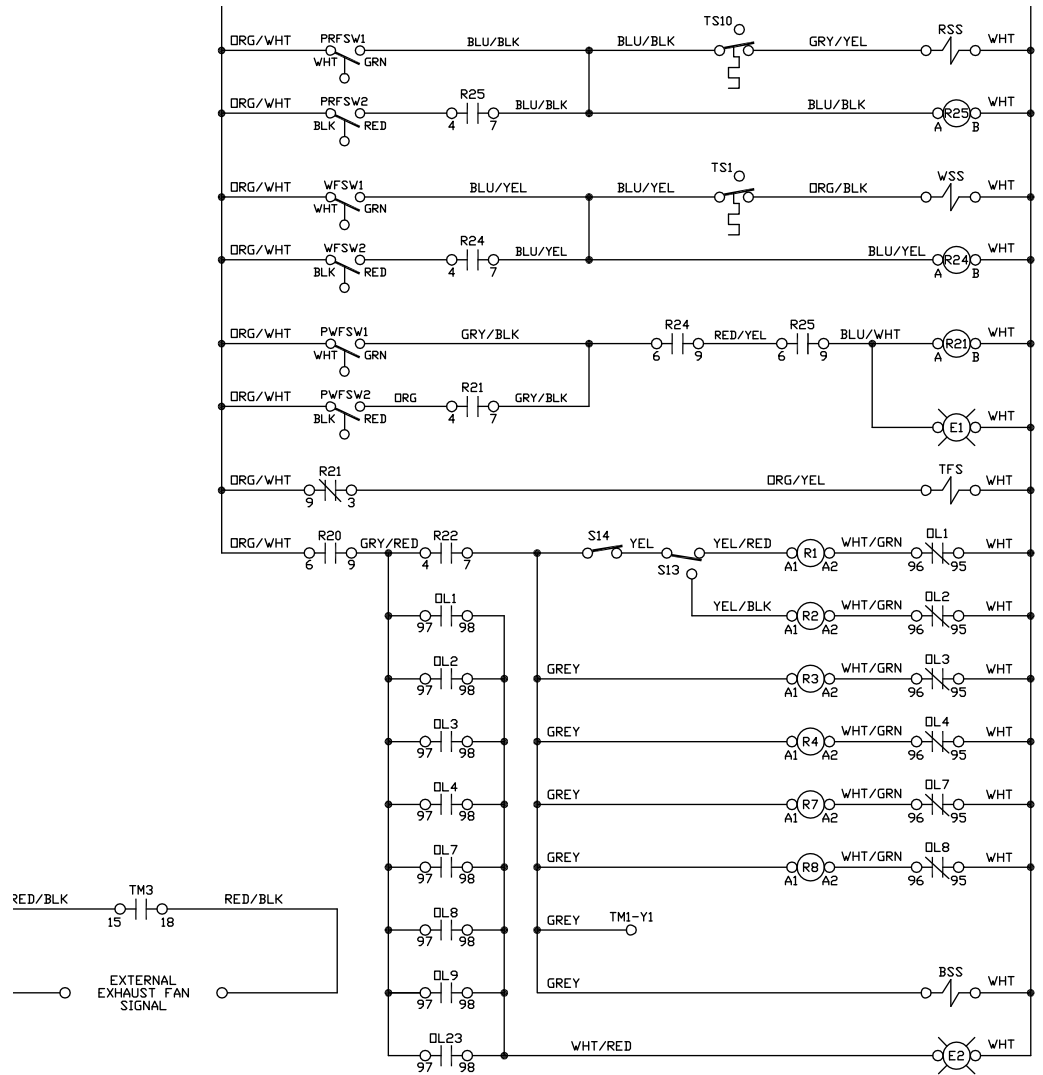 TS10 RSS
ORG/WHT PRFSW1 BLU/BLK BLU/BLK GRY/YEL WHT
WHT GRN
ORG/WHT PRFSW2 R25 BLU/BLK BLU/BLK R25 WHT
BLK RED 4 7 A B
TS1 WSS
ORG/WHT WFSW1 BLU/YEL BLU/YEL ORG/BLK WHT
WHT GRN
ORG/WHT WFSW2 R24 BLU/YEL BLU/YEL R24 WHT
BLK RED 4 7 A B
ORG/WHT PWFSW1 GRY/BLK R24 RED/YEL R25 BLU/WHT R21 WHT
WHT GRN 6 9 6 9 A B
ORG/WHT PWFSW2 ORG R21 GRY/BLK
BLK RED 4 7
E1 WHT
ORG/WHT R21 ORG/YEL TFS WHT
9 3
ORG/WHT R20 GRY/RED R22 S14 YEL YEL/RED R1 WHT/GRN OL1 WHT
6 9 4 7 S13 A1 A2 96 95
OL1 YEL/BLK R2 WHT/GRN OL2 WHT
97 98 A1 A2 96 95
OL2 GREY R3 WHT/GRN OL3 WHT
97 98 A1 A2 96 95
OL3 GREY R4 WHT/GRN OL4 WHT
97 98 A1 A2 96 95
OL4 GREY R7 WHT/GRN OL7 WHT
97 98 A1 A2 96 95
OL7 GREY R8 WHT/GRN OL8 WHT
97 98 A1 A2 96 95
RED/BLK TM3 RED/BLK
15 18
OL8 GREY TM1-Y1
97 98
EXTERNAL
EXHAUST FAN
SIGNAL
OL9 GREY BSS WHT
97 98
OL23 WHT/RED E2 WHT
97 98